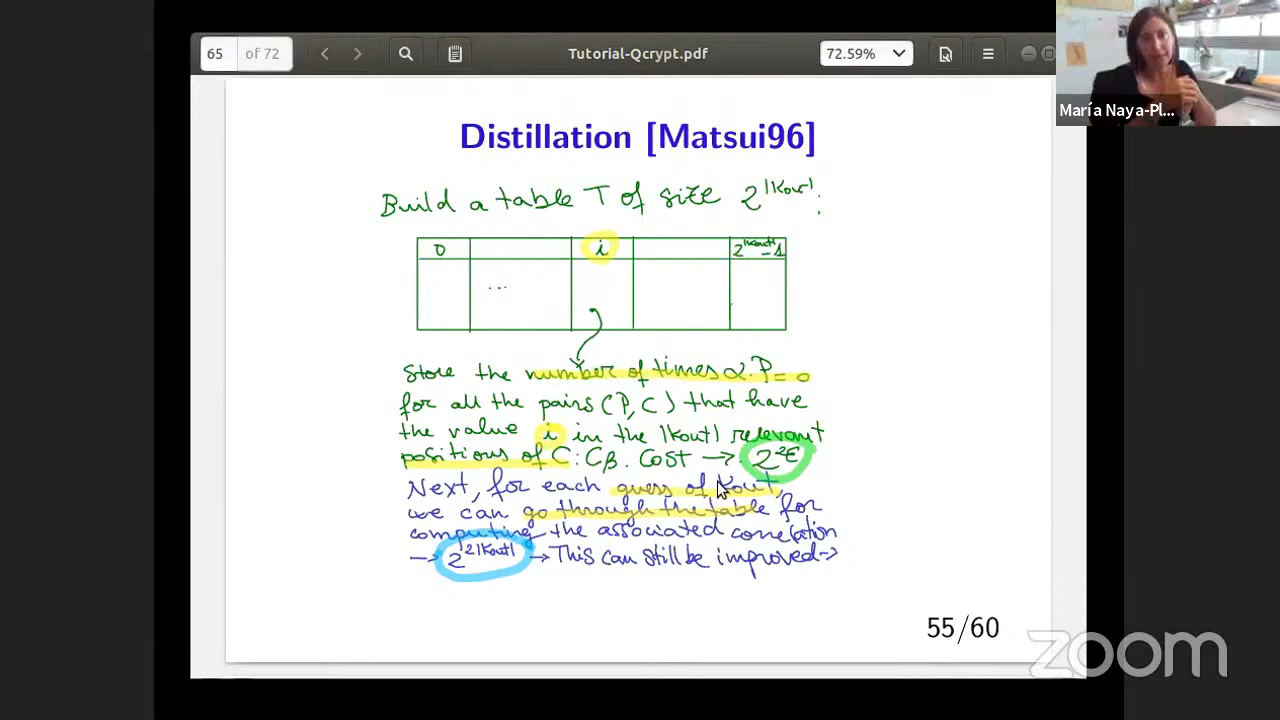 65 of 72
Tutorial-Qcrypt.pdf
72.59%
María Naya-Pl...
Distillation [Matsui96]
Build a table T of size 2^|Kout| :
0 i 2^|Kout| -1
...
Store the number of times α.P=0
for all the pairs (P,C) that have
the value i in the |Kout| relevant
positions of C: Cβ. Cost → 2^2ε
Next, for each guess of Kout,
we can go through the table for
computing the associated correlation
→ 2^2|Kout| → This can still be improved →
55/60
zoom